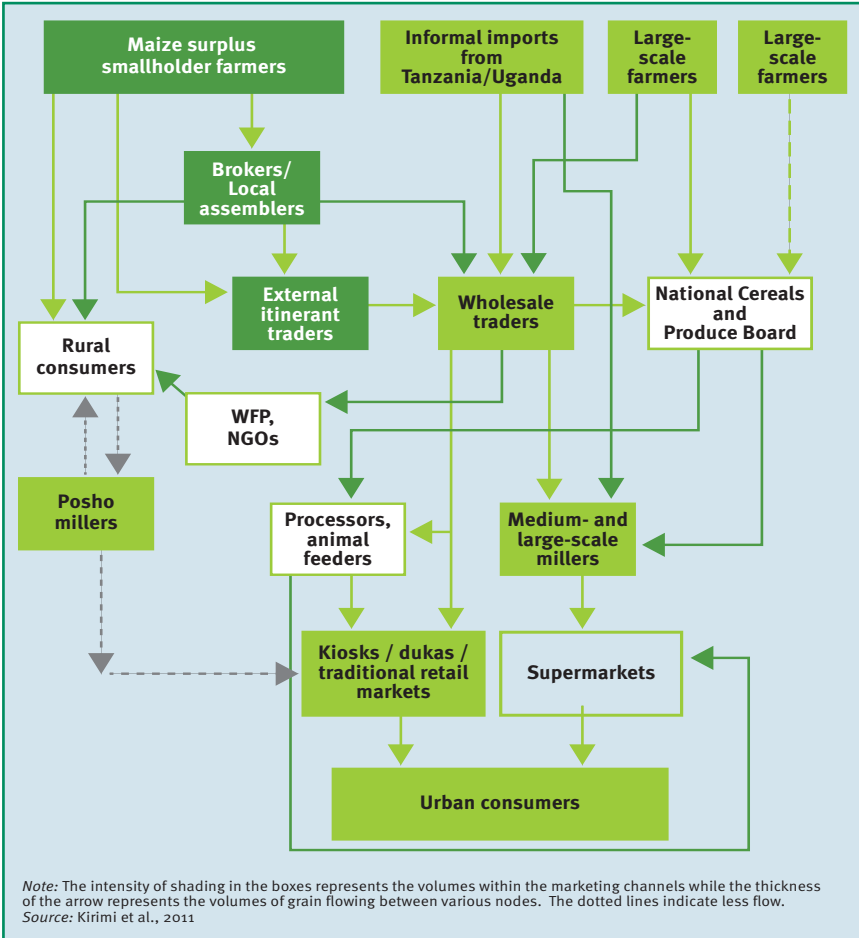 Maize surplus
smallholder farmers
Informal imports
from
Tanzania/Uganda
Large-
scale
farmers
Large-
scale
farmers
Brokers/
Local
assemblers
External
itinerant
traders
Wholesale
traders
National Cereals
and
Produce Board
Rural
consumers
WFP,
NGOs
Posho
millers
Processors,
animal
feeders
Medium- and
large-scale
millers
Kiosks / dukas /
traditional retail
markets
Supermarkets
Urban consumers
Note: The intensity of shading in the boxes represents the volumes within the marketing channels while the thickness
of the arrow represents the volumes of grain flowing between various nodes. The dotted lines indicate less flow.
Source: Kirimi et al., 2011